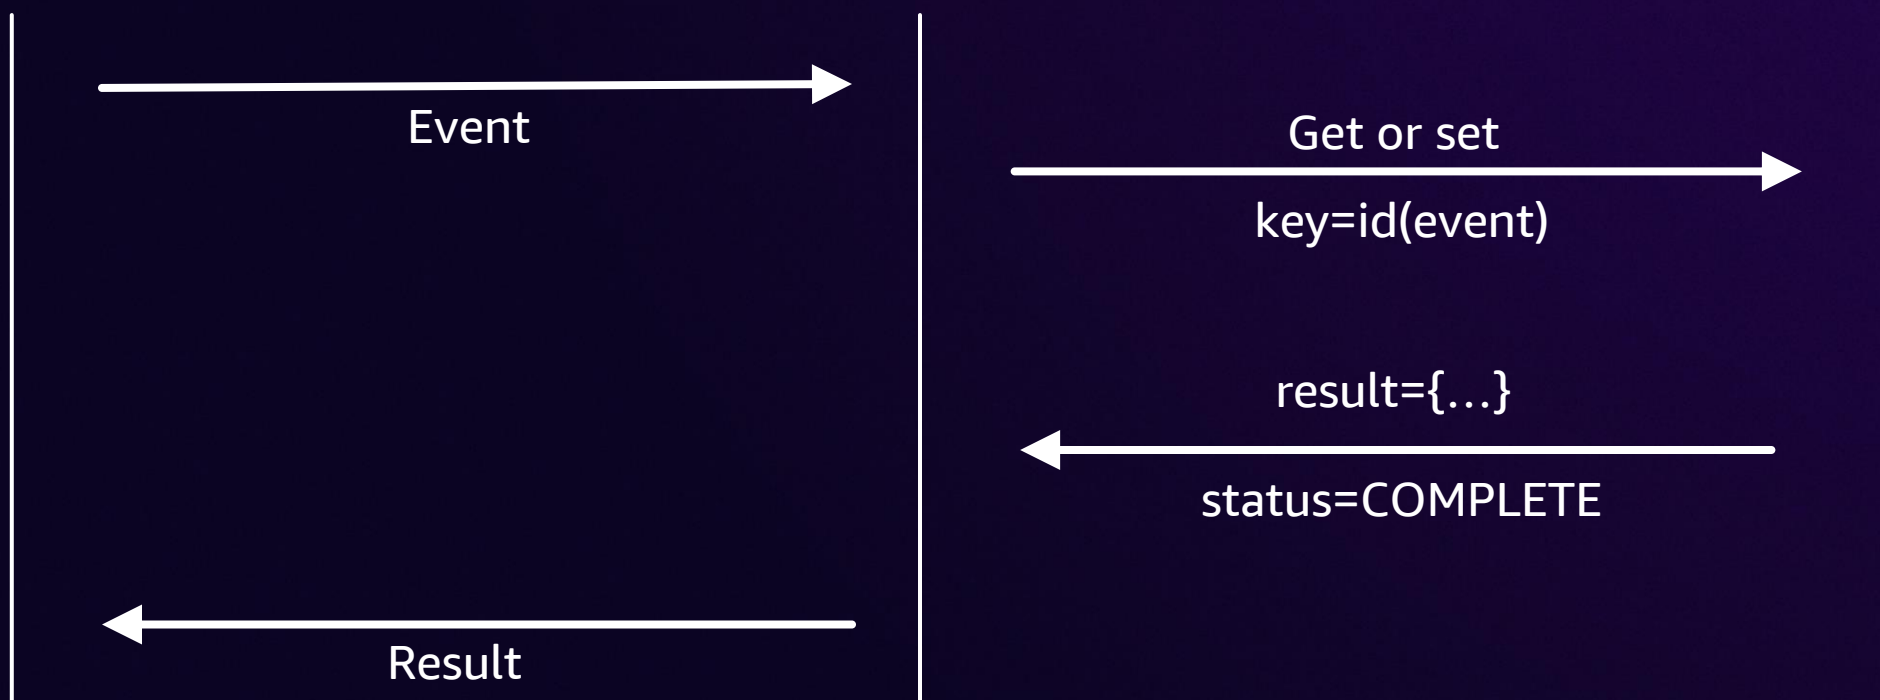 Event
Get or set
key=id(event)
result={…}
status=COMPLETE
Result